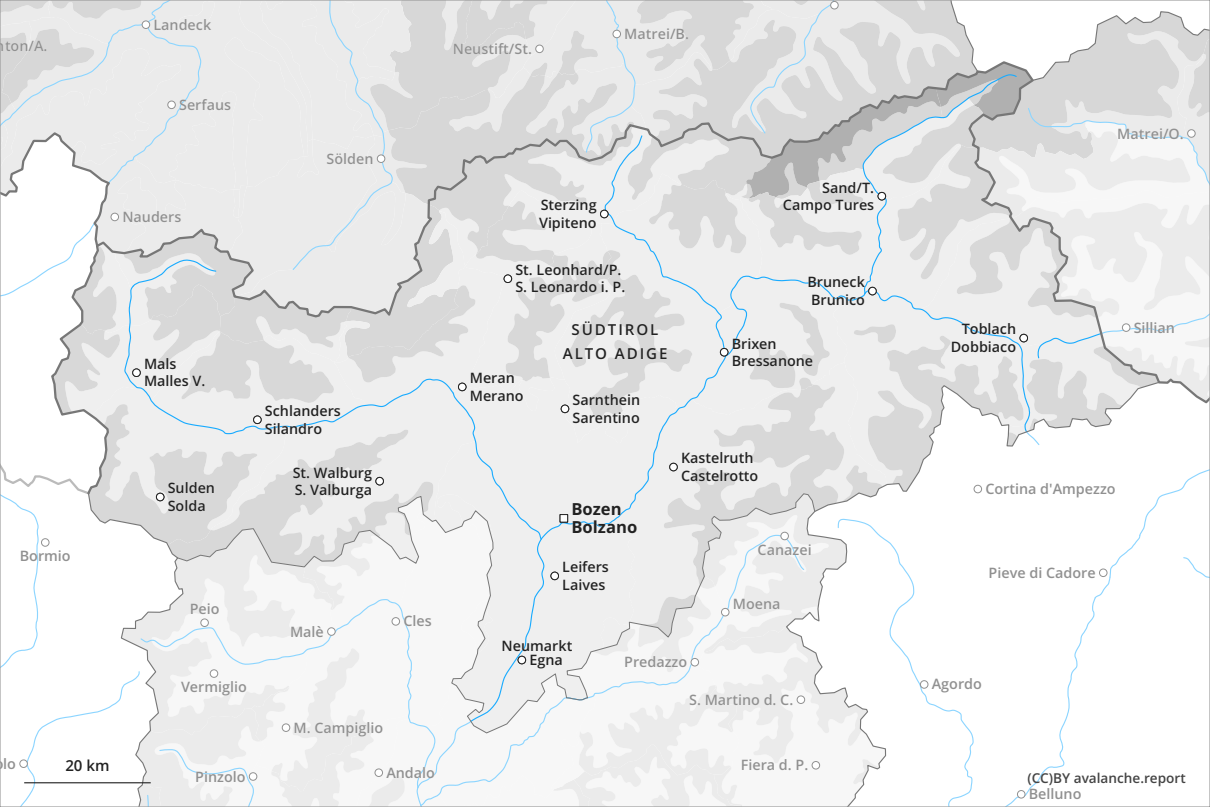 Landeck
Matrei/B.
Neustift/St.
Serfaus
Matrei/O.
Sölden
Sand/T.
Campo Tures
Nauders
Sterzing
Vipiteno
St. Leonhard/P.
S. Leonardo i. P.
Bruneck
Brunico
SÜDTIROL
ALTO ADIGE
Toblach
Dobbiaco
Sillian
Brixen
Bressanone
Mals
Malles V.
Meran
Merano
Sarnthein
Sarentino
Schlanders
Silandro
Kastelruth
Castelrotto
St. Walburg
S. Valburga
Sulden
Solda
Cortina d'Ampezzo
Bozen
Bolzano
Bormio
Canazei
Leifers
Laives
Pieve di Cadore
Peio
Moena
Malè
Cles
Neumarkt
Egna
Predazzo
Vermiglio
Agordo
S. Martino d. C.
M. Campiglio
20 km
Fiera d. P.
Pinzolo
Andalo
(CC)BY avalanche.report
Belluno